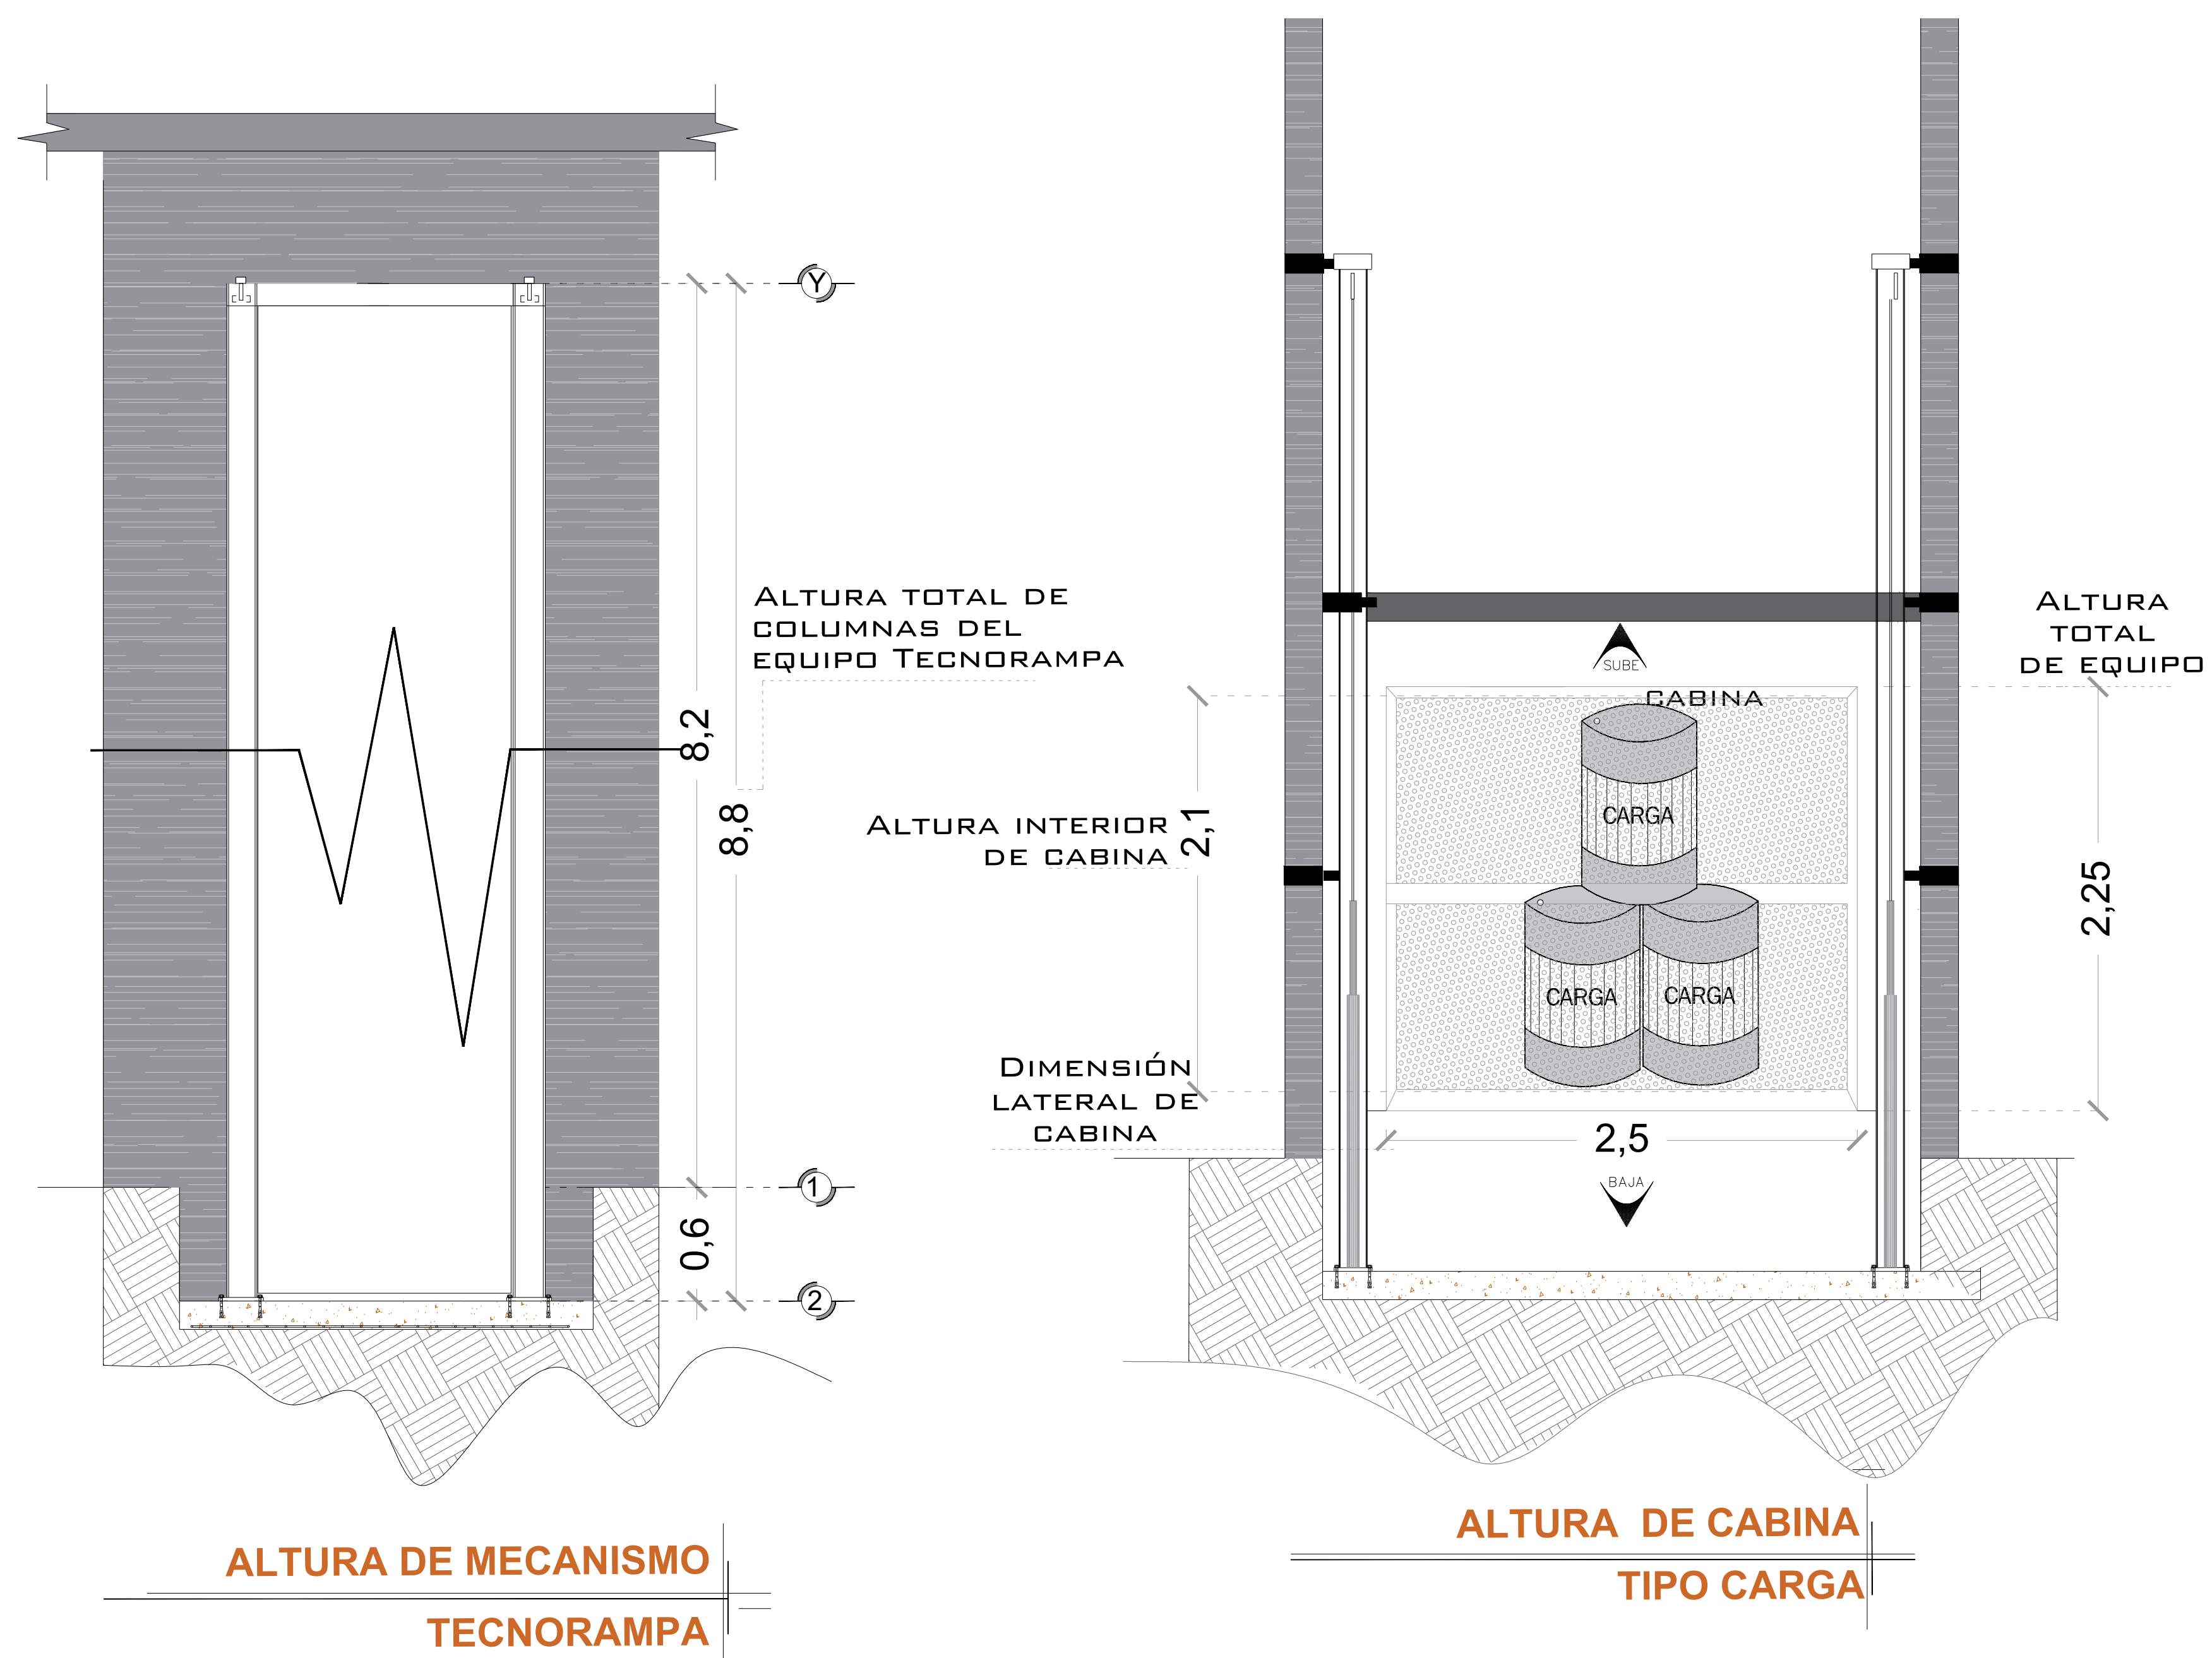 Y
ALTURA TOTAL DE
COLUMNAS DEL
EQUIPO TECNORAMPA
8,2
8,8
1
0,6
2
ALTURA DE MECANISMO
TECNORAMPA
ALTURA
TOTAL
DE EQUIPO
SUBE
CABINA
CARGA
CARGA
CARGA
ALTURA INTERIOR
DE CABINA
2,1
2,25
DIMENSIÓN
LATERAL DE
CABINA
2,5
BAJA
ALTURA DE CABINA
TIPO CARGA